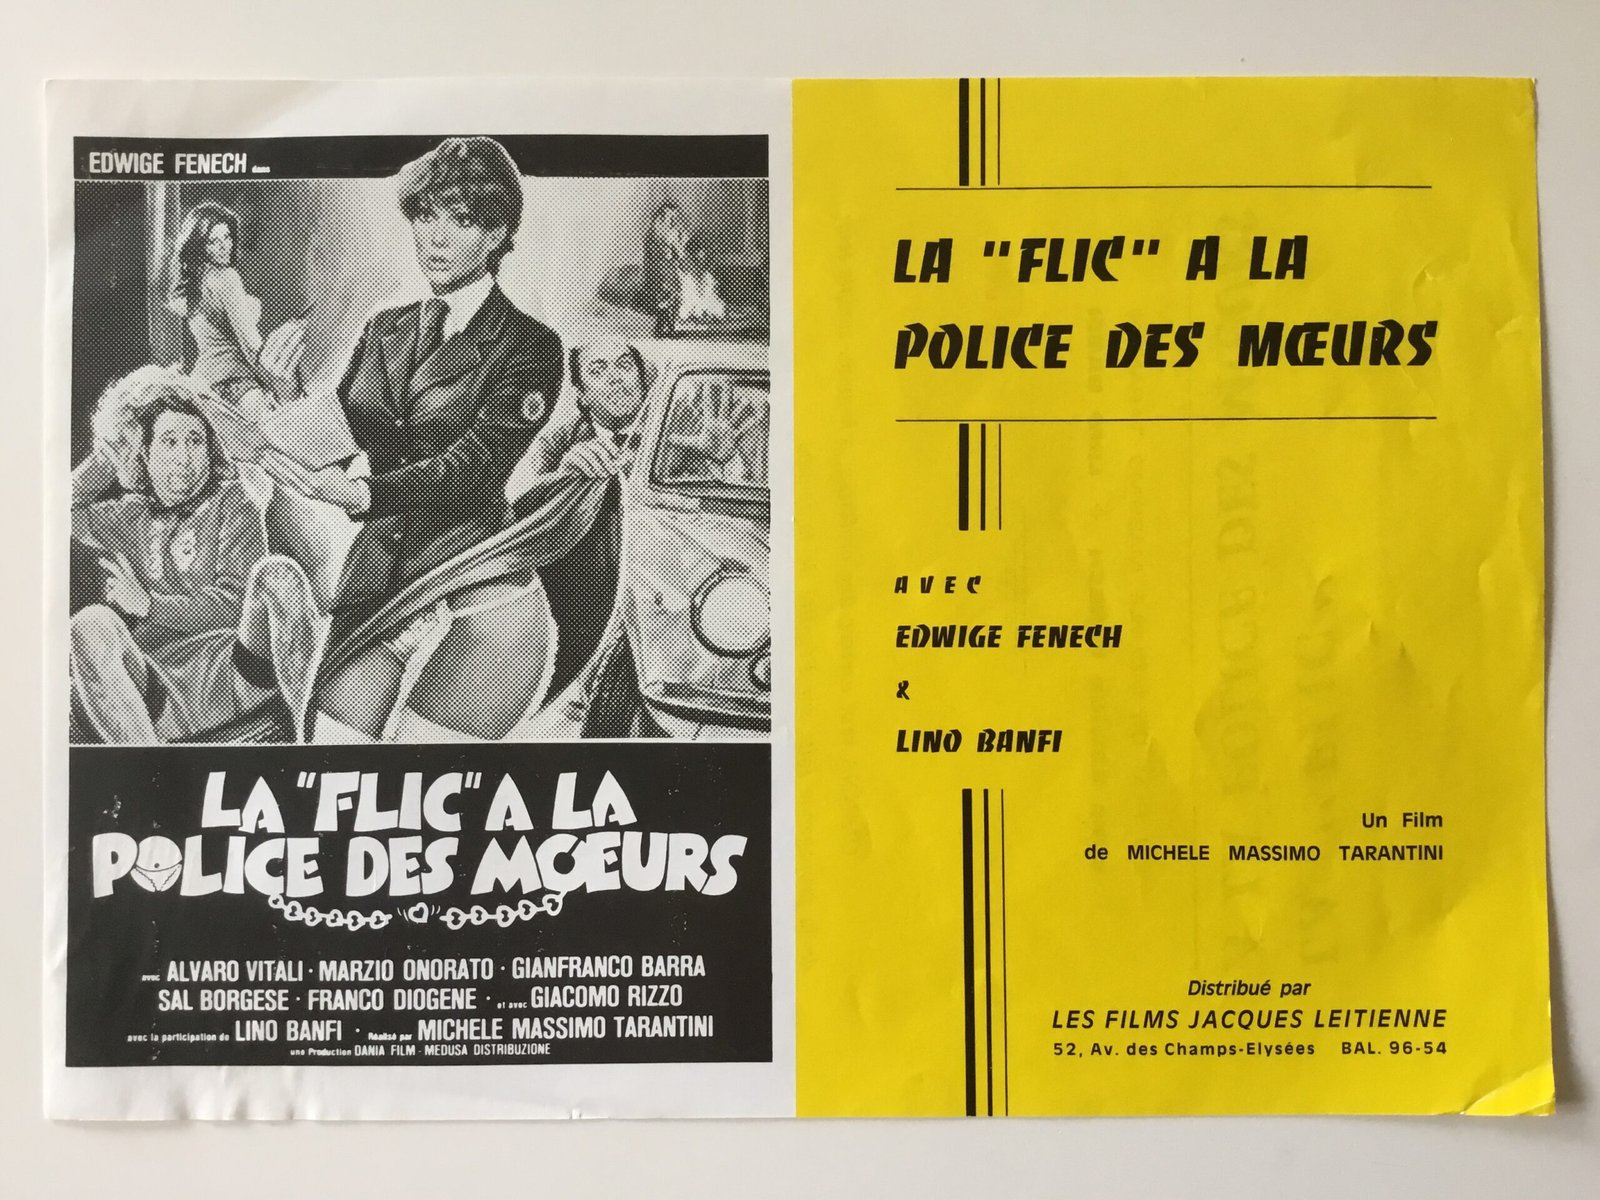 EDWIGE FENECH dans
LA "FLIC" A LA
POLICE DES MŒURS
avec ALVARO VITALI · MARZIO ONORATO · GIANFRANCO BARRA
SAL BORGESE · FRANCO DIOGENE · et avec GIACOMO RIZZO
avec la participation de LINO BANFI · Réalisé par MICHELE MASSIMO TARANTINI
une Production DANIA FILM - MEDUSA DISTRIBUZIONE
LA "FLIC" A LA
POLICE DES MŒURS
AVEC
EDWIGE FENECH
&
LINO BANFI
Un Film
de MICHELE MASSIMO TARANTINI
Distribué par
LES FILMS JACQUES LEITIENNE
52, Av. des Champs-Elysées BAL. 96-54